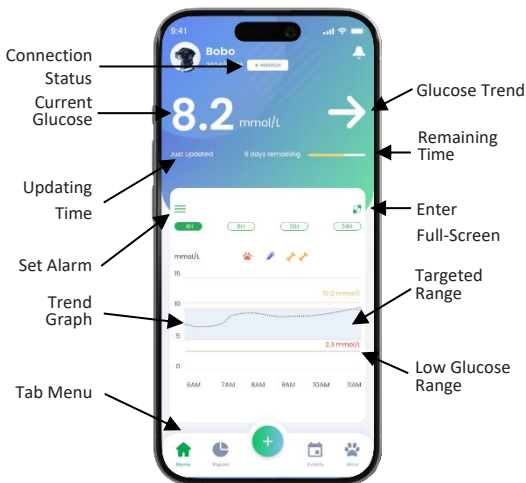 Connection
Status
Current
Glucose
Updating
Time
Set Alarm
Trend
Graph
Tab Menu
9:41
Bobo
8.2 mmol/L
Just Updated
9 days remaining
4H
8H
12H
24H
mmol/L
15
10
5
0
10.0 mmol/L
2.3 mmol/L
6AM 7AM 8AM 9AM 10AM 11AM
Home
Report
+
Events
Mine
Glucose Trend
Remaining
Time
Enter
Full-Screen
Targeted
Range
Low Glucose
Range